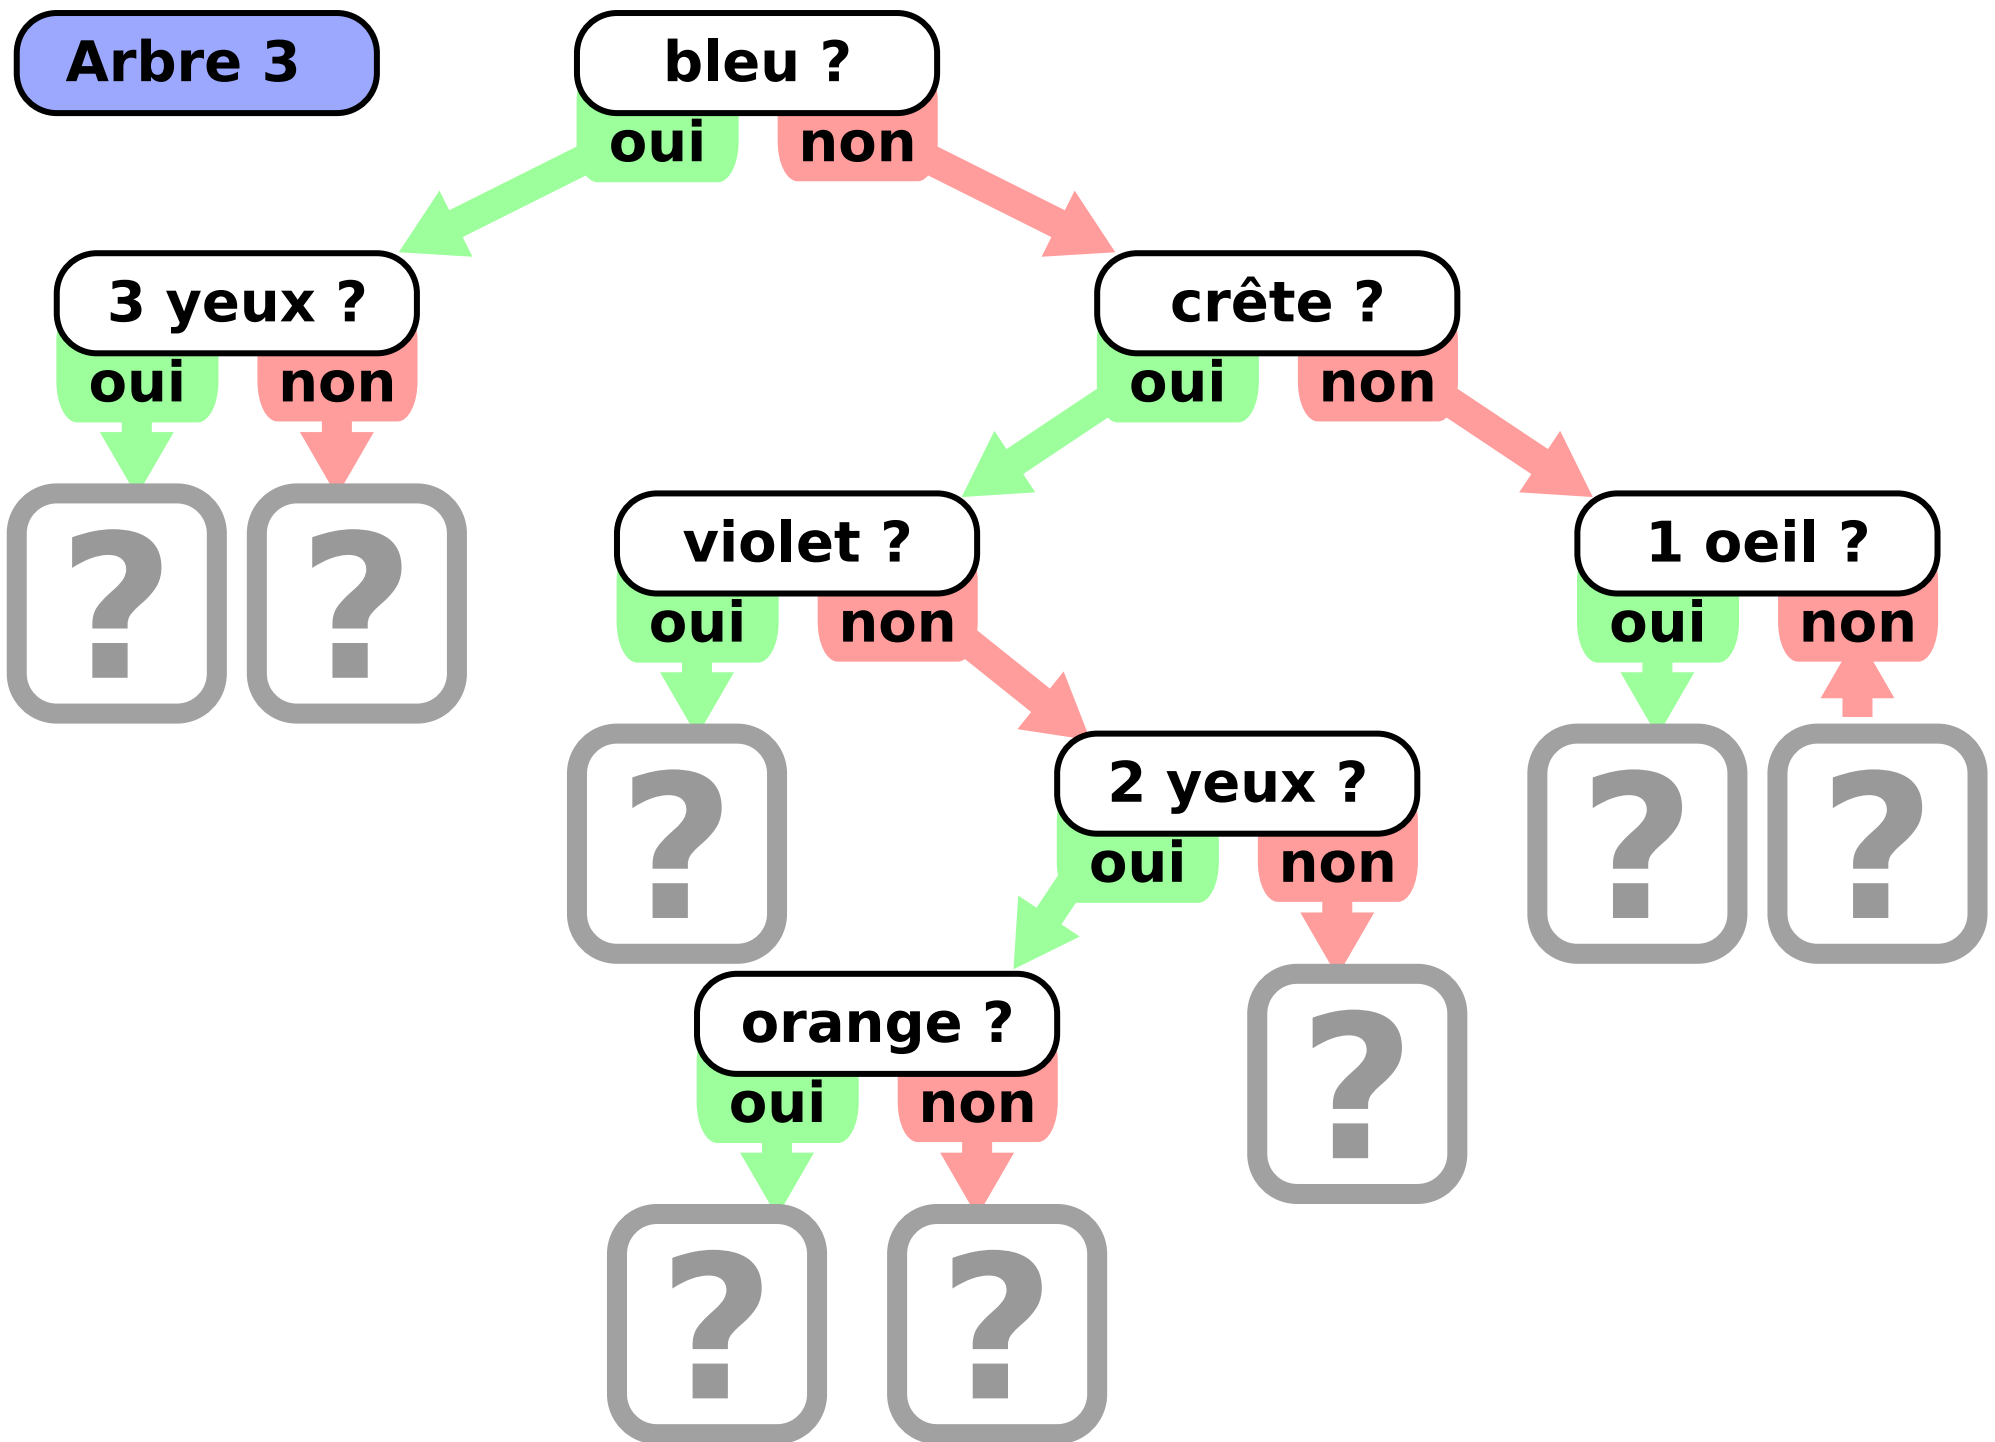 Arbre 3
bleu ?
oui non
3 yeux ?
oui non
crête ?
oui non
? ?
violet ?
oui non
1 oeil ?
oui non
?
2 yeux ?
oui non
? ?
orange ?
oui non
?
? ?